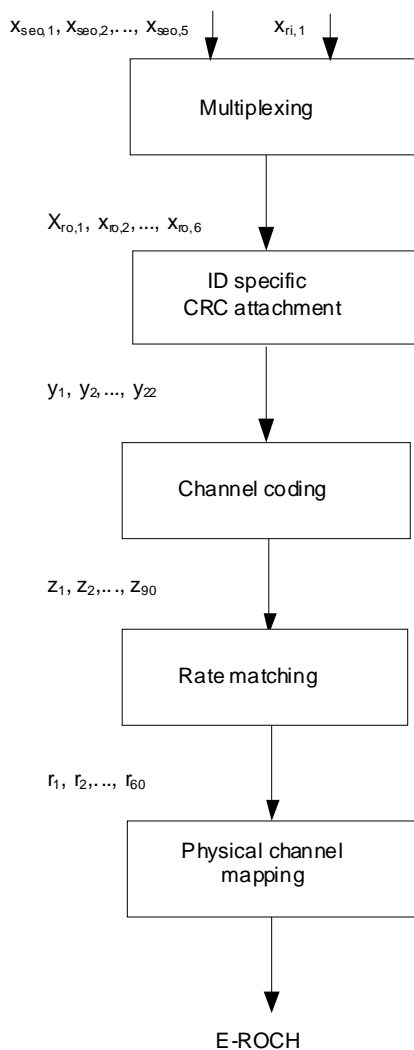 x_seo,1, x_seo,2,..., x_seo,5 x_ri,1
Multiplexing
X_ro,1, x_ro,2,..., x_ro,6
ID specific
CRC attachment
y_1, y_2,..., y_22
Channel coding
z_1, z_2,..., z_90
Rate matching
r_1, r_2,..., r_60
Physical channel
mapping
E-ROCH